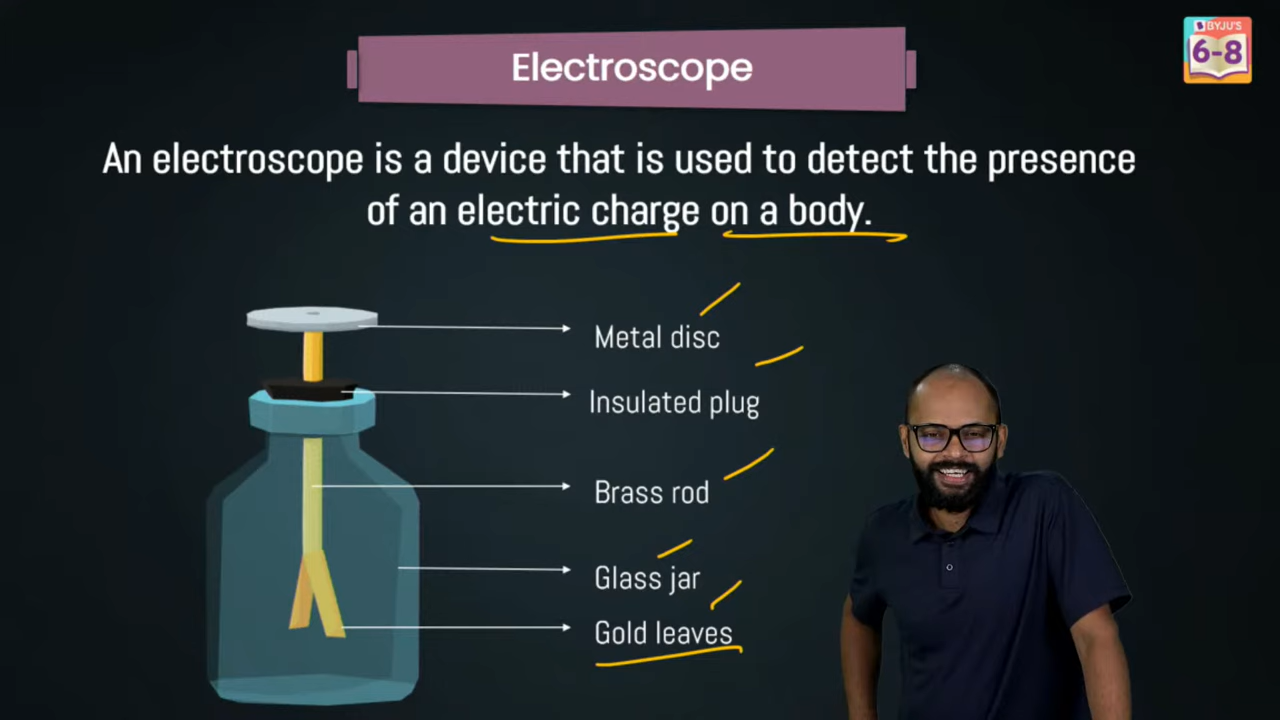 BYJU'S
6-8
Electroscope
An electroscope is a device that is used to detect the presence
of an electric charge on a body.
Metal disc
Insulated plug
Brass rod
Glass jar
Gold leaves